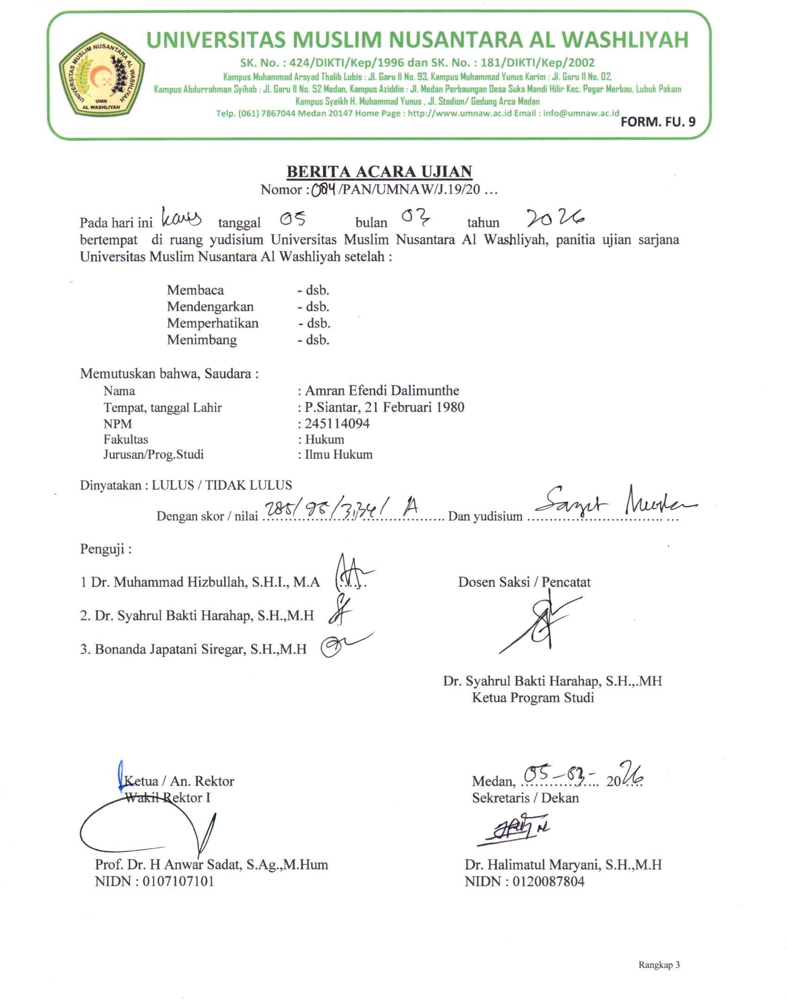 UNIVERSITAS MUSLIM NUSANTARA AL WASHLIYAH
SK. No. : 424/DIKTI/Kep/1996 dan SK. No. : 181/DIKTI/Kep/2002
Kampus Muhammad Arsyad Thalib Lubis : Jl. Garu II No. 93, Kampus Muhammad Yunus Karim : Jl. Garu II No. 02,
Kampus Abdurrahman Syihab : Jl. Garu II No. 52 Medan, Kampus Aziddin : Jl. Medan Perbaungan Desa Suka Mandi Hilir Kec. Pagar Merbau, Lubuk Pakam
Kampus Syeikh H. Muhammad Yunus , Jl. Stadion/ Gedung Arca Medan
Telp. (061) 7867044 Medan 20147 Home Page : http://www.umnaw.ac.id Email : info@umnaw.ac.id
FORM. FU. 9
UNIVERSITAS MUSLIM NUSANTARA AL WASHLIYAH
UMN
AL WASHLIYAH
BERITA ACARA UJIAN
Nomor : /PAN/UMNAW/J.19/20 ...
Pada hari ini Kamis tanggal 05 bulan 03 tahun 2026
bertempat di ruang yudisium Universitas Muslim Nusantara Al Washliyah, panitia ujian sarjana
Universitas Muslim Nusantara Al Washliyah setelah :
Membaca - dsb.
Mendengarkan - dsb.
Memperhatikan - dsb.
Menimbang - dsb.
Memutuskan bahwa, Saudara :
Nama : Amran Efendi Dalimunthe
Tempat, tanggal Lahir : P.Siantar, 21 Februari 1980
NPM : 245114094
Fakultas : Hukum
Jurusan/Prog.Studi : Ilmu Hukum
Dinyatakan : LULUS / TIDAK LULUS
Dengan skor / nilai 285/95/3,34/ A Dan yudisium Sangat Memuaskan
Penguji :
1 Dr. Muhammad Hizbullah, S.H.I., M.A ...... Dosen Saksi / Pencatat
2. Dr. Syahrul Bakti Harahap, S.H.,M.H
3. Bonanda Japatani Siregar, S.H.,M.H
Dr. Syahrul Bakti Harahap, S.H.,.MH
Ketua Program Studi
Ketua / An. Rektor Medan, 05-03- 2026
Wakil Rektor I Sekretaris / Dekan
Prof. Dr. H Anwar Sadat, S.Ag.,M.Hum Dr. Halimatul Maryani, S.H.,M.H
NIDN : 0107107101 NIDN : 0120087804
Rangkap 3